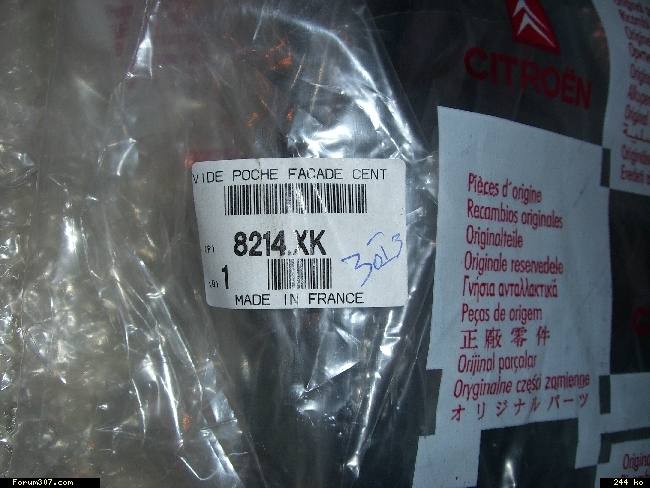 CITROËN
VIDE POCHE FAÇADE CENT
(P) 8214.XK
(Q) 1
3013
MADE IN FRANCE
Pièces d'origine
Recambios originales
Originalteile
Originale reservedele
Γνήσια ανταλλακτικά
Peças de origem
正廠零件
Orijinal parçalar
Oryginalne części zamienne
オリジナルパーツ
Forum307.com
244 ko